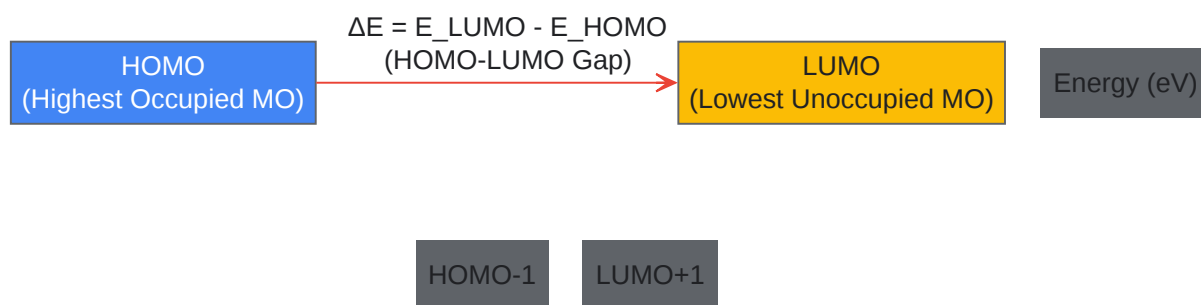 ΔE = E_LUMO - E_HOMO
(HOMO-LUMO Gap)
HOMO
(Highest Occupied MO)
LUMO
(Lowest Unoccupied MO)
Energy (eV)
HOMO-1
LUMO+1